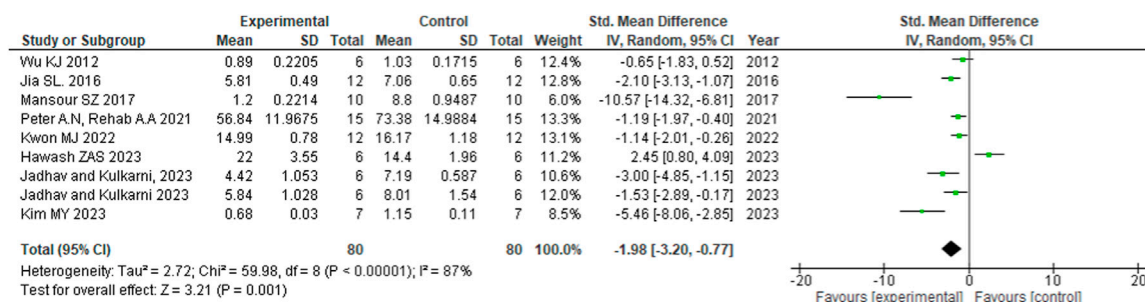 Experimental Control Std. Mean Difference Std. Mean Difference
Study or Subgroup Mean SD Total Mean SD Total Weight IV, Random, 95% CI Year IV, Random, 95% CI
Wu KJ 2012 0.89 0.2205 6 1.03 0.1715 6 12.4% -0.65 [-1.83, 0.52] 2012
Jia SL. 2016 5.81 0.49 12 7.06 0.65 12 12.8% -2.10 [-3.13, -1.07] 2016
Mansour SZ 2017 1.2 0.2214 10 8.8 0.9487 10 6.0% -10.57 [-14.32, -6.81] 2017
Peter A.N, Rehab A.A 2021 56.84 11.9675 15 73.38 14.9884 15 13.3% -1.19 [-1.97, -0.40] 2021
Kwon MJ 2022 14.99 0.78 12 16.17 1.18 12 13.1% -1.14 [-2.01, -0.26] 2022
Hawash ZAS 2023 22 3.55 6 14.4 1.96 6 11.2% 2.45 [0.80, 4.09] 2023
Jadhav and Kulkarni, 2023 4.42 1.053 6 7.19 0.587 6 10.6% -3.00 [-4.85, -1.15] 2023
Jadhav and Kulkarni 2023 5.84 1.028 6 8.01 1.54 6 12.0% -1.53 [-2.89, -0.17] 2023
Kim MY 2023 0.68 0.03 7 1.15 0.11 7 8.5% -5.46 [-8.06, -2.85] 2023
Total (95% CI) 80 80 100.0% -1.98 [-3.20, -0.77]
Heterogeneity: Tau² = 2.72; Chi² = 59.98, df = 8 (P < 0.00001); I² = 87%
Test for overall effect: Z = 3.21 (P = 0.001)
-20 -10 0 10 20
Favours [experimental] Favours [control]